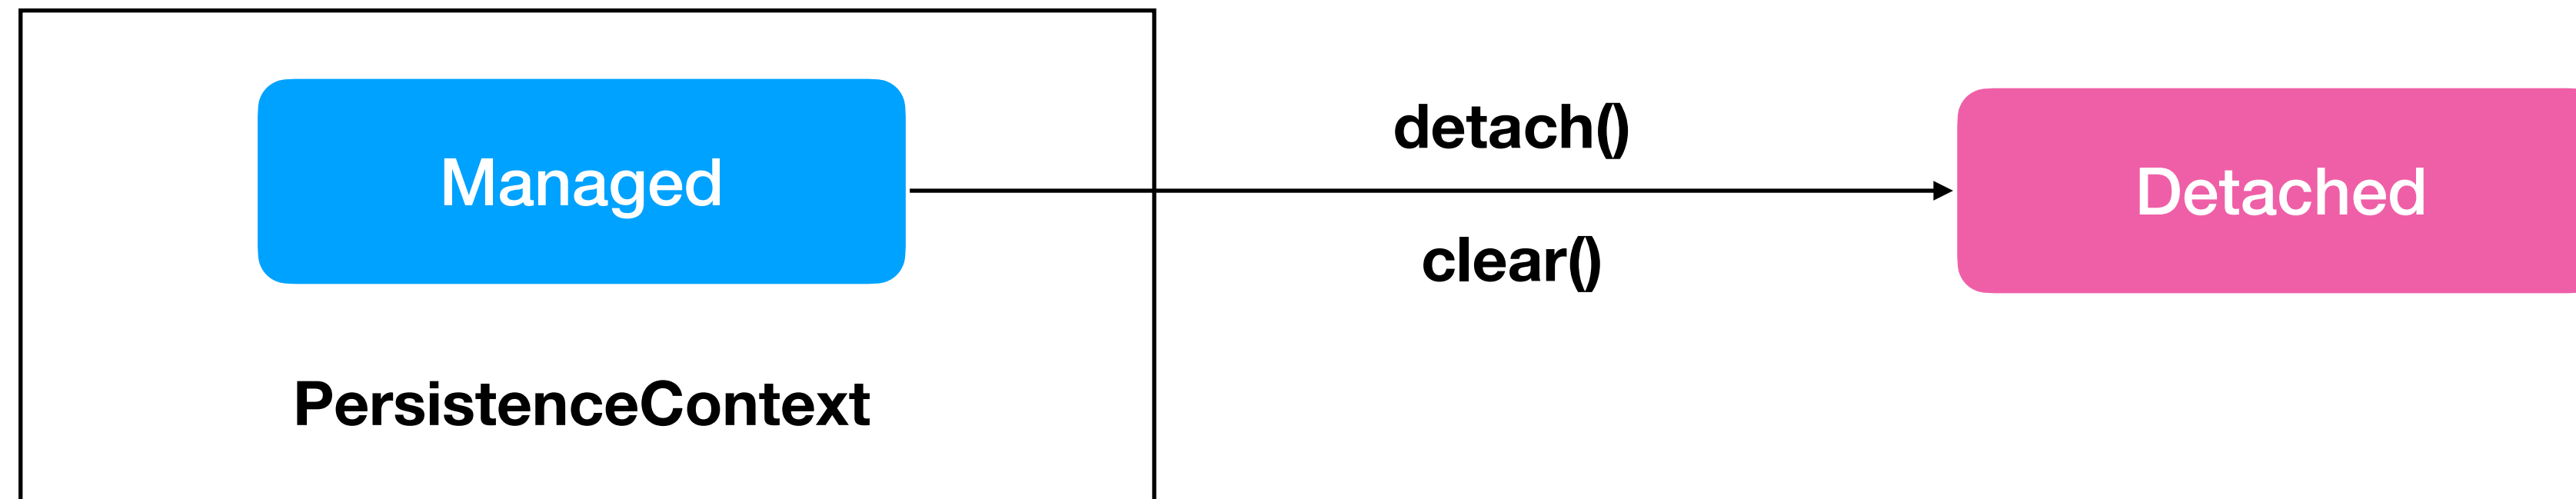 Managed
detach()
clear()
Detached
PersistenceContext